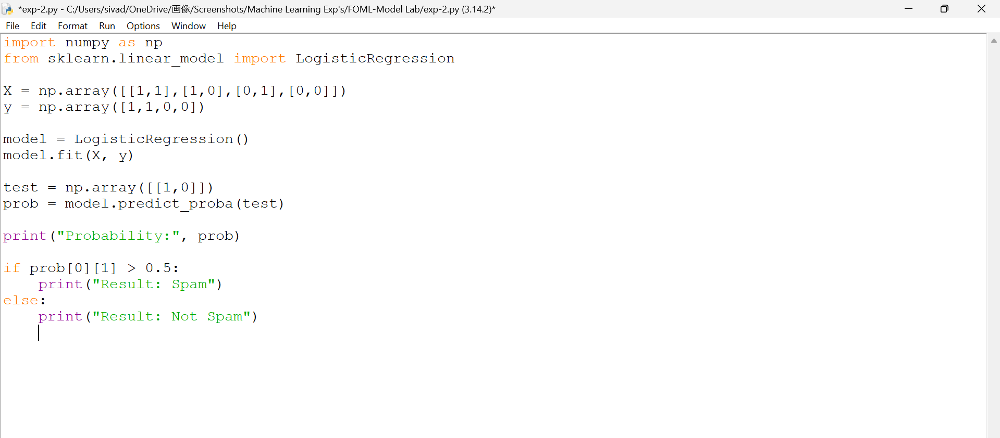 *exp-2.py - C:/Users/sivad/OneDrive/画像/Screenshots/Machine Learning Exp's/FOML-Model Lab/exp-2.py (3.14.2)*
File Edit Format Run Options Window Help
import numpy as np
from sklearn.linear_model import LogisticRegression
X = np.array([[1,1],[1,0],[0,1],[0,0]])
y = np.array([1,1,0,0])
model = LogisticRegression()
model.fit(X, y)
test = np.array([[1,0]])
prob = model.predict_proba(test)
print("Probability:", prob)
if prob[0][1] > 0.5:
    print("Result: Spam")
else:
    print("Result: Not Spam")